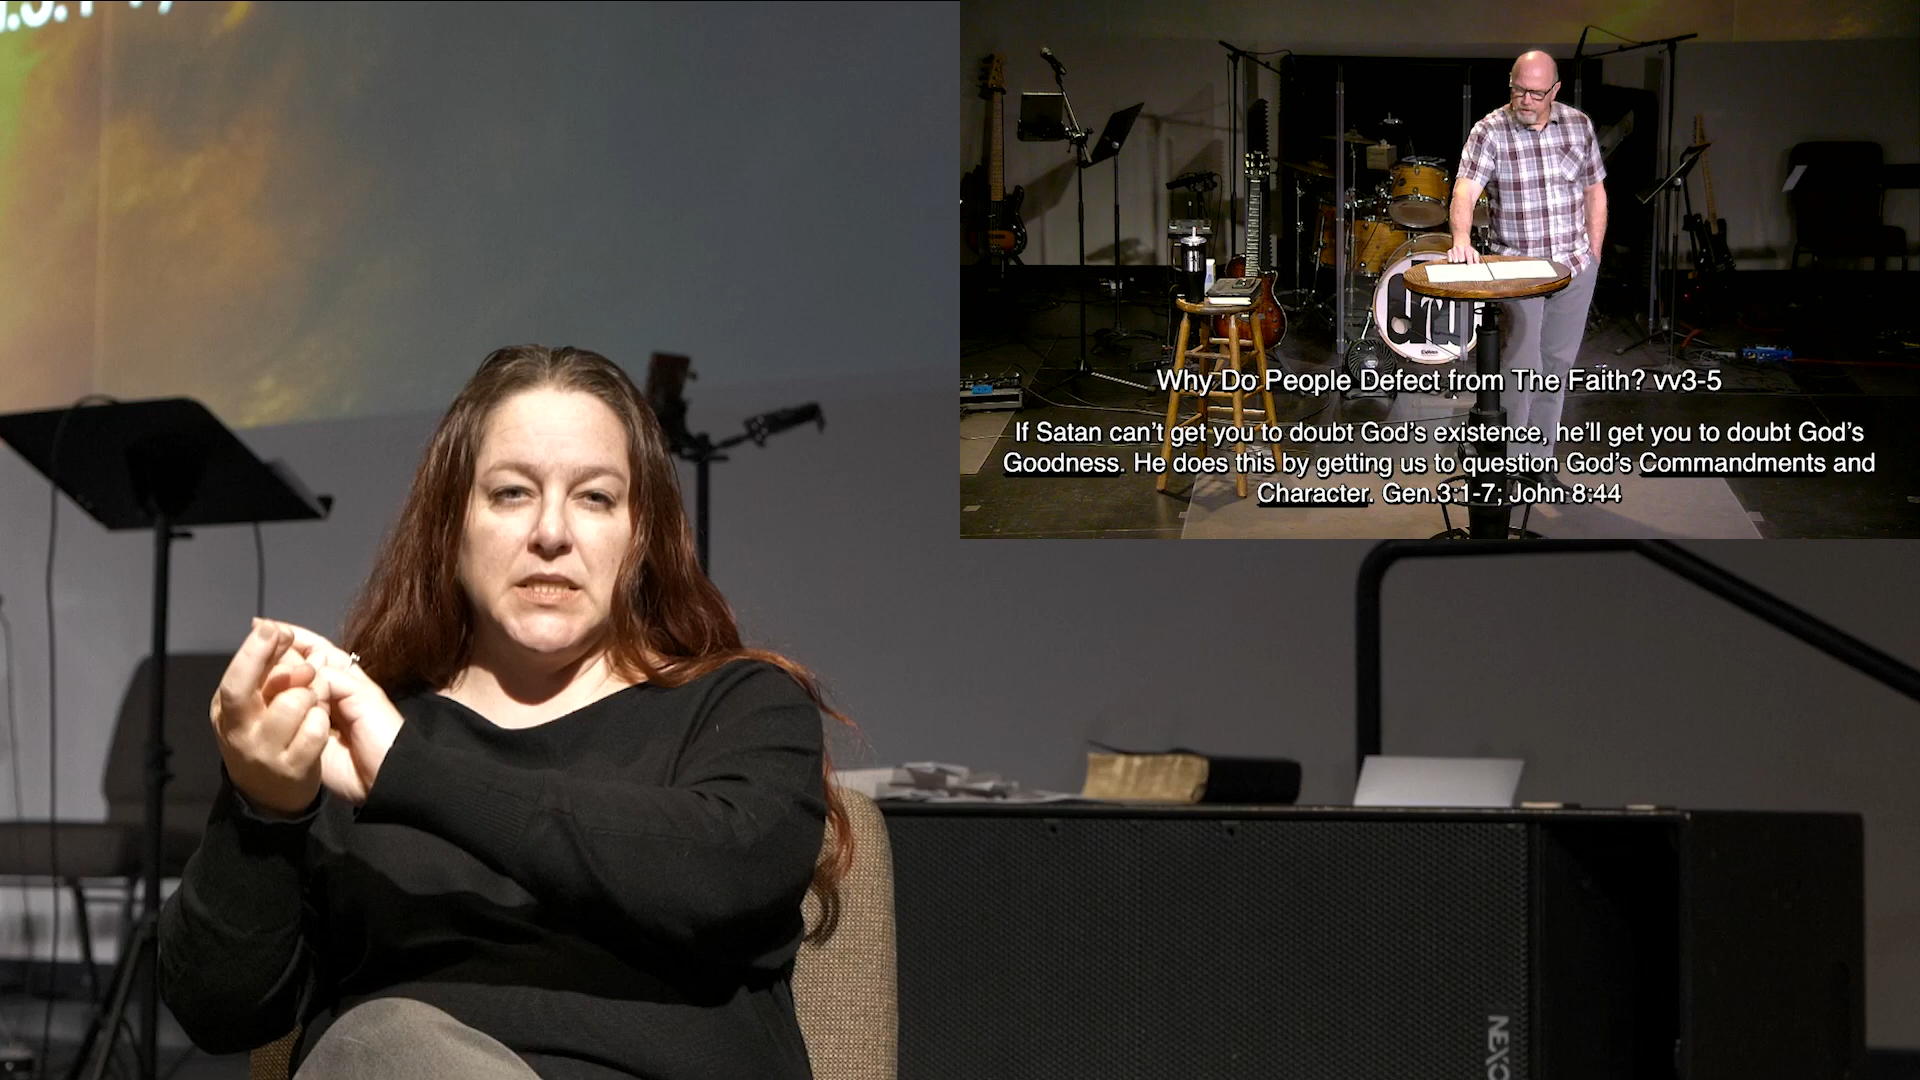 Why Do People Defect from The Faith? vv3-5
If Satan can't get you to doubt God's existence, he'll get you to doubt God's
Goodness. He does this by getting us to question God's Commandments and
Character. Gen.3:1-7; John 8:44
dtd
NEXO